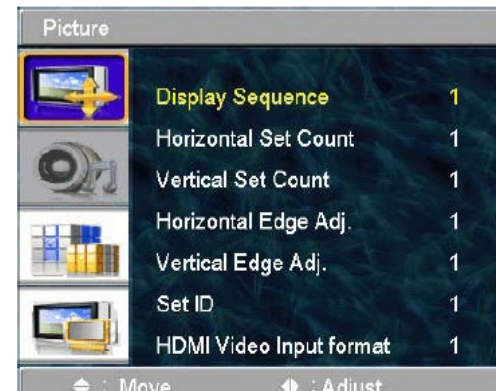 Picture
Display Sequence 1
Horizontal Set Count 1
Vertical Set Count 1
Horizontal Edge Adj. 1
Vertical Edge Adj. 1
Set ID 1
HDMI Video Input format 1
: Move : Adjust